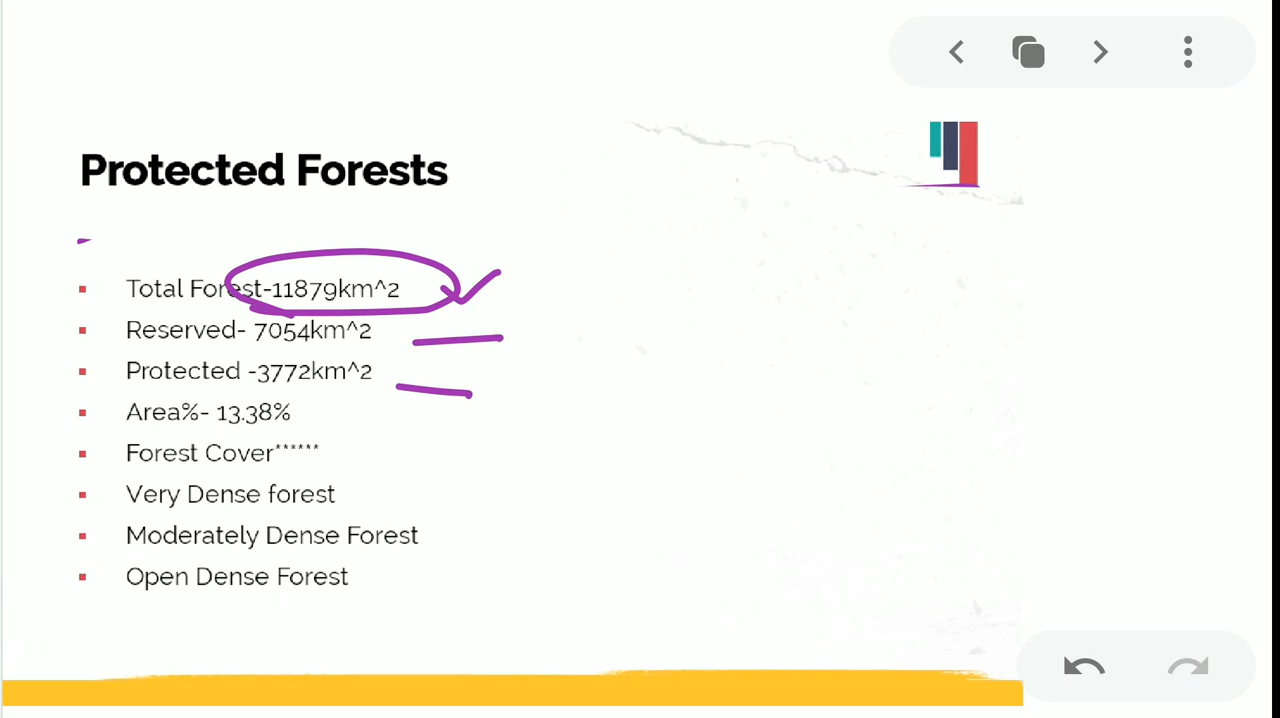 Protected Forests
Total Forest-11879km^2
Reserved- 7054km^2
Protected -3772km^2
Area%- 13.38%
Forest Cover******
Very Dense forest
Moderately Dense Forest
Open Dense Forest